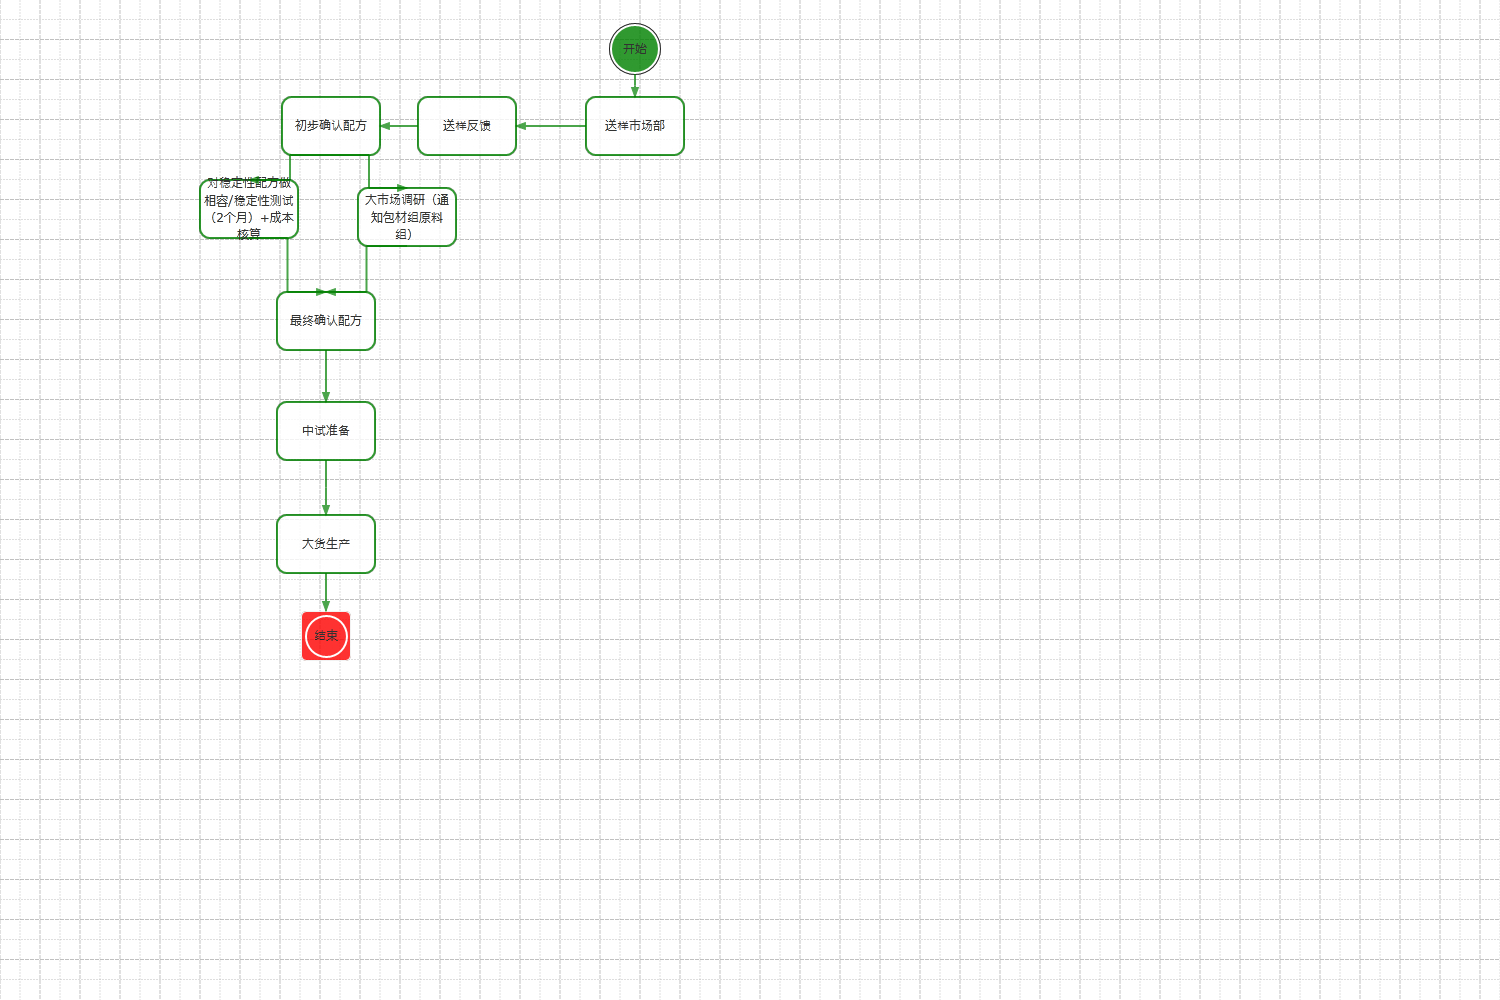 开始
送样市场部
送样反馈
初步确认配方
对稳定性配方做
相容/稳定性测试
（2个月）+成本
核算
大市场调研（通
知包材组原料
组）
最终确认配方
中试准备
大货生产
结束